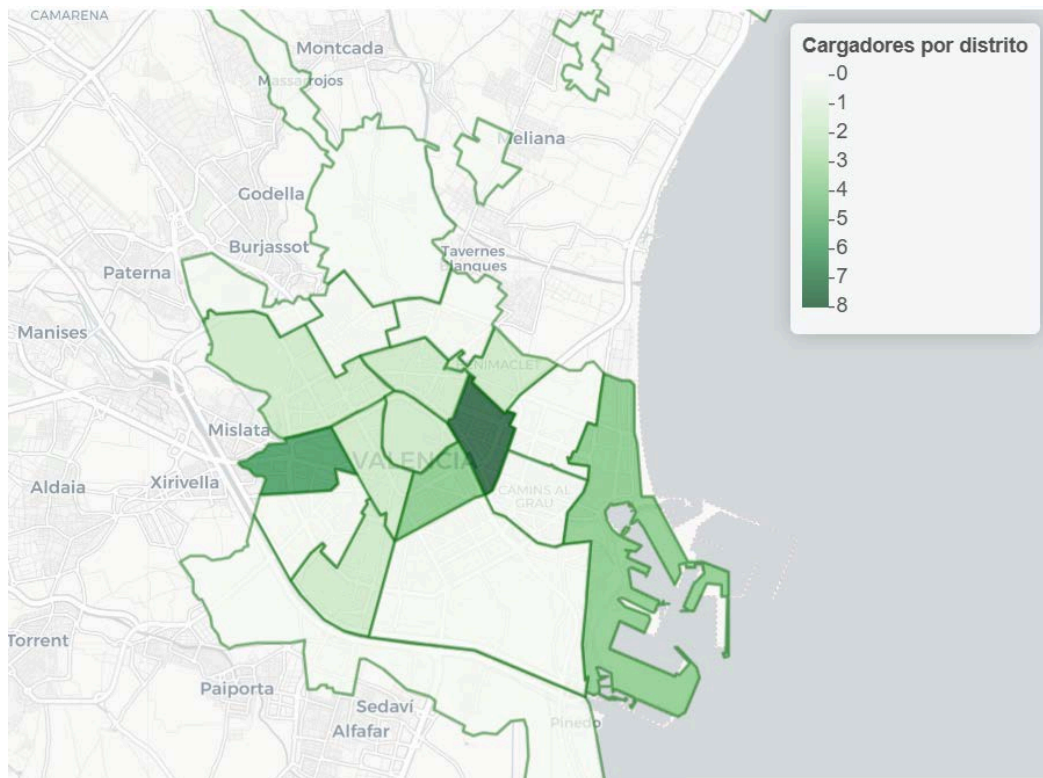 CAMARENA
Montcada
Massarrojos
Meliana
Godella
Burjassot
Tavernes
Blanques
Paterna
Manises
BENIMACLET
Mislata
VALENCIA
Xirivella
Aldaia
CAMINS AL
GRAU
Torrent
Paiporta
Sedaví
Alfafar
Pinedo
Cargadores por distrito
0
1
2
3
4
5
6
7
8